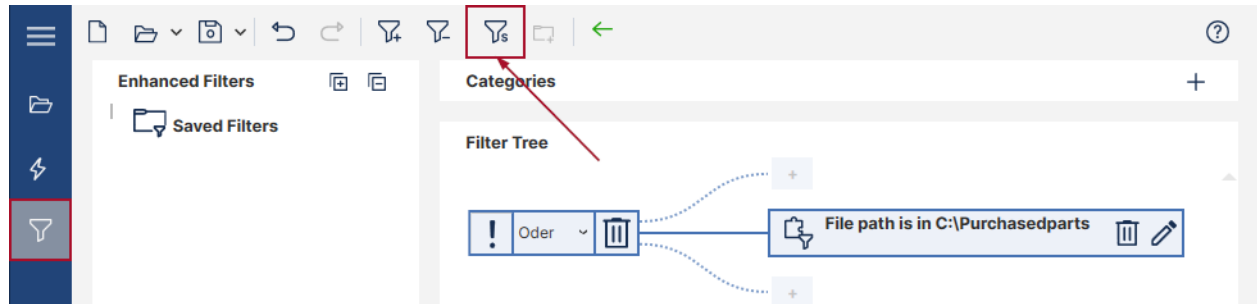 Enhanced Filters
Categories
Saved Filters
Filter Tree
Oder
File path is in C:\Purchasedparts